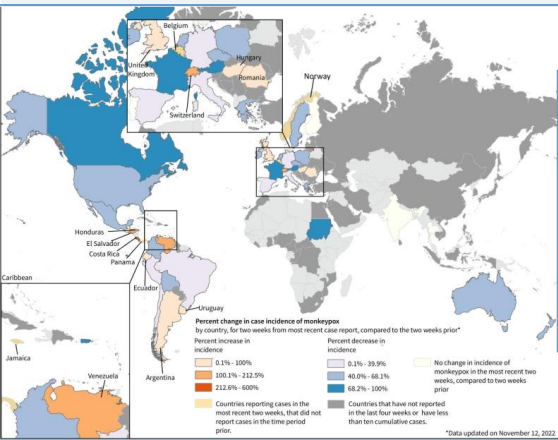 Belgium
United
Kingdom
Hungary
Romania
Switzerland
Norway
Honduras
El Salvador
Costa Rica
Panama
Caribbean
Ecuador
Uruguay
Jamaica
Venezuela
Argentina
Percent change in case incidence of monkeypox
by country, for two weeks from most recent case report, compared to the two weeks prior*
Percent increase in
incidence
0.1% - 100%
100.1% - 212.5%
212.6% - 600%
Countries reporting cases in the
most recent two weeks, that did not
report cases in the time period
prior.
Percent decrease in
incidence
0.1% - 39.9%
40.0% - 68.1%
68.2% - 100%
Countries that have not reported
in the last four weeks or have less
than ten cumulative cases.
No change in incidence of
monkeypox in the most recent two
weeks, compared to two weeks
prior
*Data updated on November 12, 2022